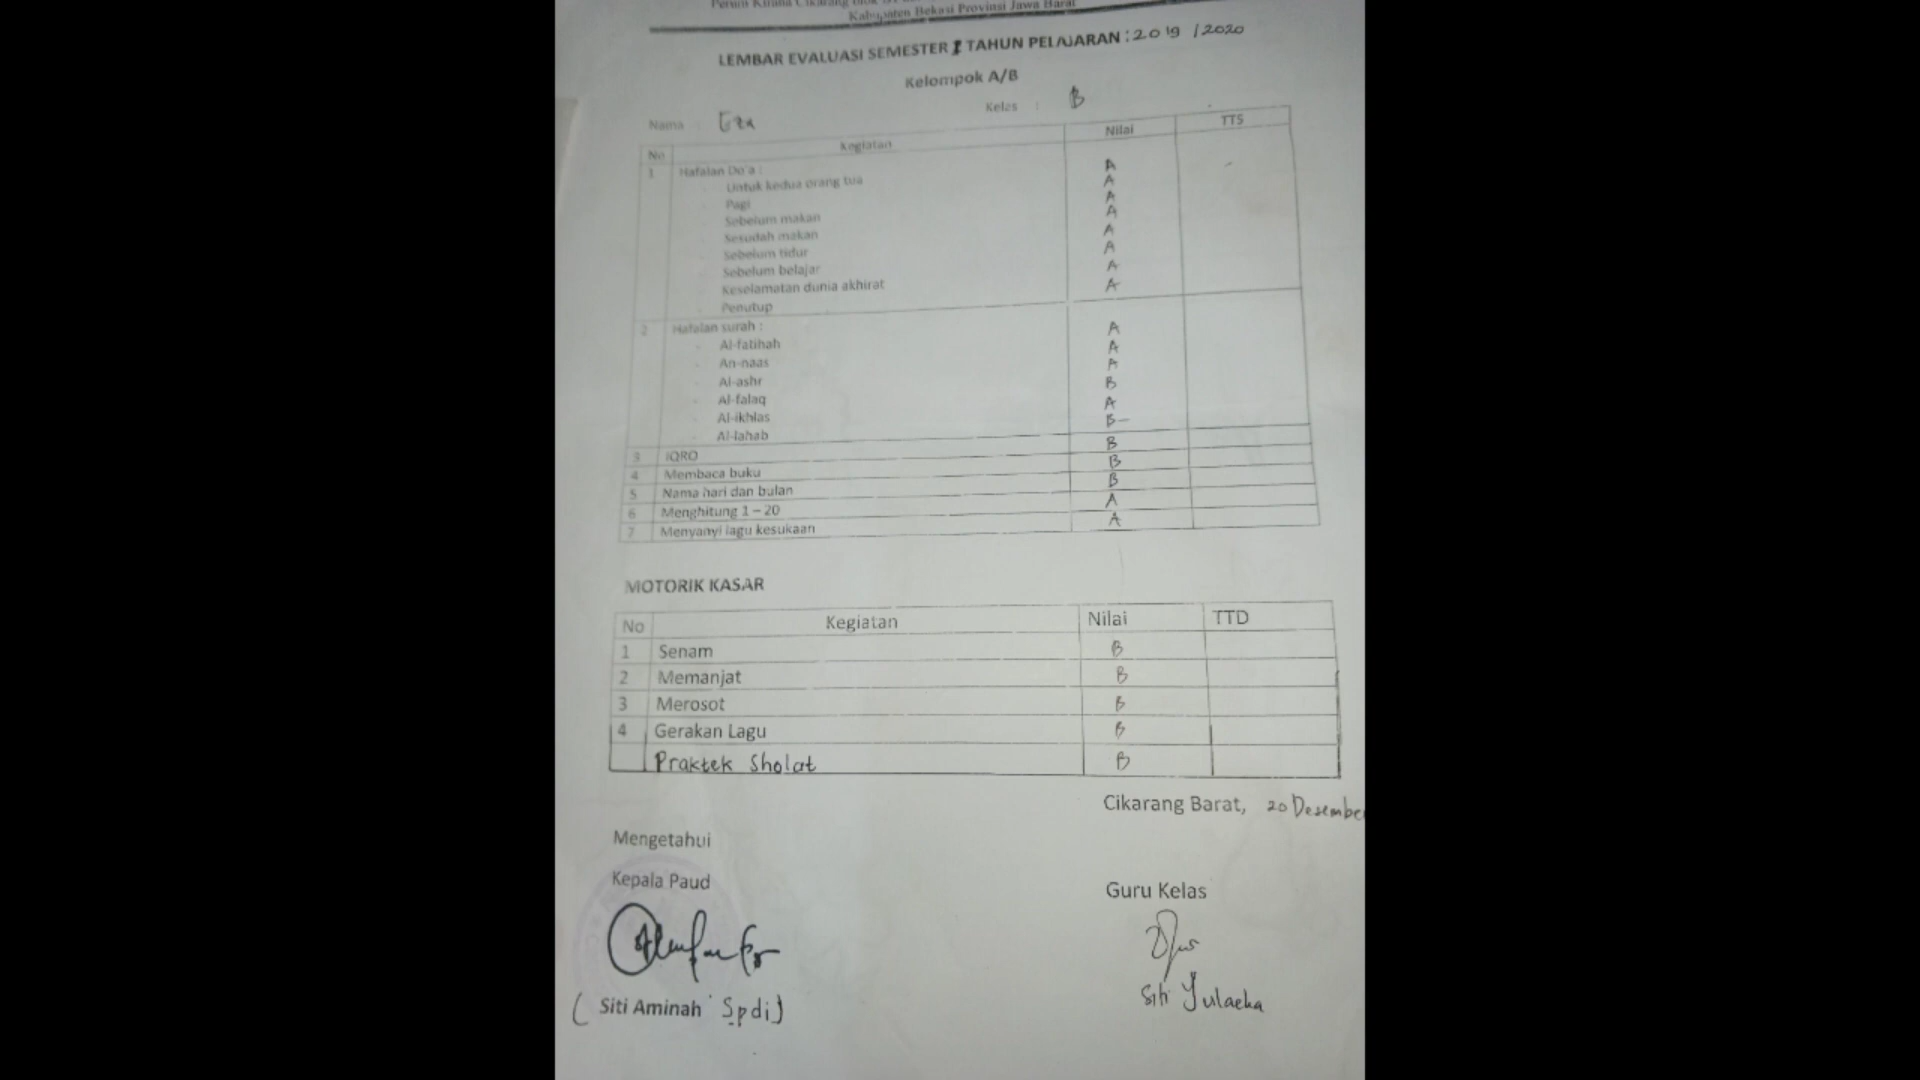 Perum Kirana Cikarang Blok
Kabupaten Bekasi Provinsi Jawa Barat
LEMBAR EVALUASI SEMESTER I TAHUN PELAJARAN : 2019 / 2020
Kelompok A/B
Nama : Kelas : B
No Kegiatan Nilai TTS
1 Hafalan Do'a : A
- Untuk kedua orang tua A
- Pagi A
- Sebelum makan A
- Sesudah makan A
- Sebelum tidur A
- Sebelum belajar A
- Keselamatan dunia akhirat A
- Penutup
2 Hafalan surah : A
- Al-fatihah A
- An-naas A
- Al-ashr B
- Al-falaq A
- Al-ikhlas B-
- Al-lahab
3 IQRO B
4 Membaca buku B
5 Nama hari dan bulan B
6 Menghitung 1 – 20 A
7 Menyanyi lagu kesukaan A
MOTORIK KASAR
No Kegiatan Nilai TTD
1 Senam B
2 Memanjat B
3 Merosot B
4 Gerakan Lagu B
Praktek Sholat B
Cikarang Barat, 20 Desember
Mengetahui
Kepala Paud Guru Kelas
(Siti Aminah Spdi) Siti Yulaeha